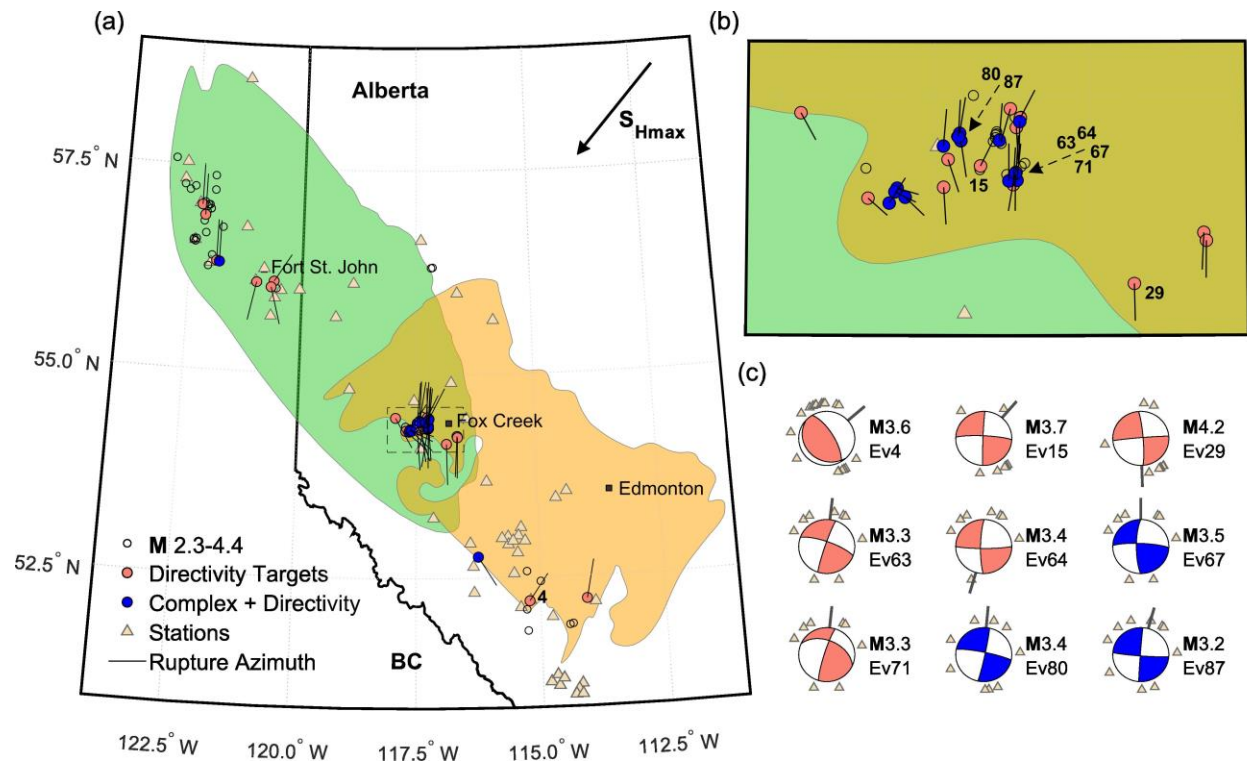 (a)
Alberta
S_Hmax
57.5° N
Fort St. John
55.0° N
Fox Creek
Edmonton
52.5° N
4
BC
M 2.3-4.4
Directivity Targets
Complex + Directivity
Stations
Rupture Azimuth
122.5° W
120.0° W
117.5° W
115.0° W
112.5° W
(b)
80
87
63 64
67
71
15
29
(c)
M3.6
Ev4
M3.7
Ev15
M4.2
Ev29
M3.3
Ev63
M3.4
Ev64
M3.5
Ev67
M3.3
Ev71
M3.4
Ev80
M3.2
Ev87